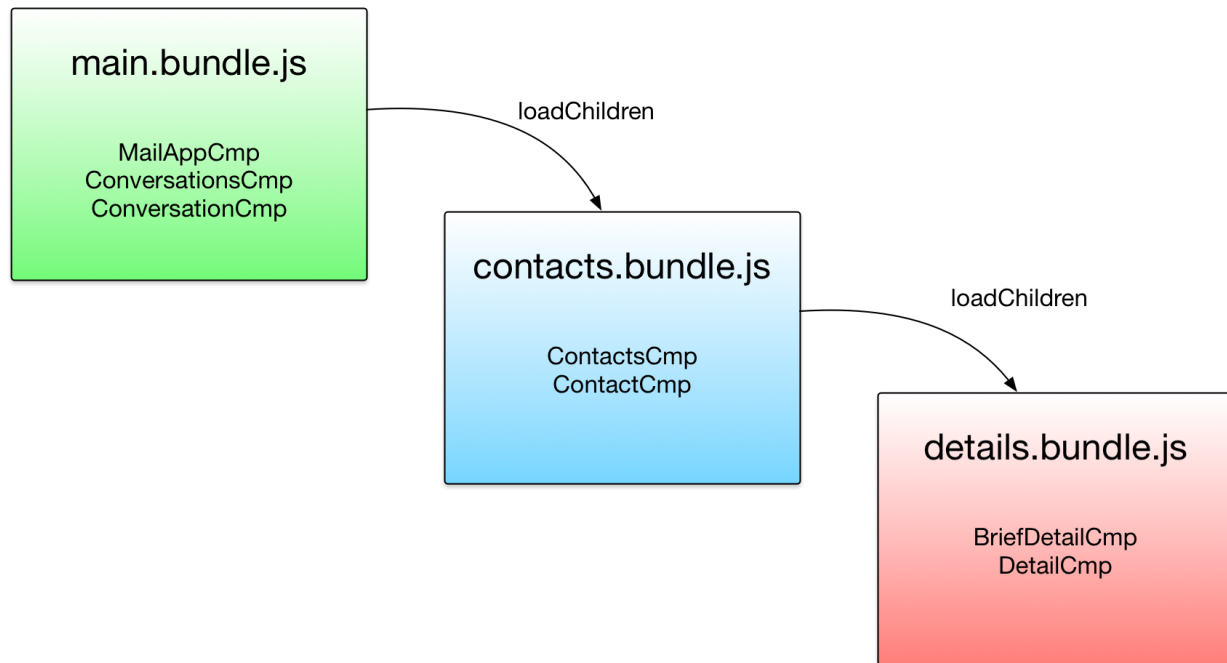 main.bundle.js
MailAppCmp
ConversationsCmp
ConversationCmp
loadChildren
contacts.bundle.js
ContactsCmp
ContactCmp
loadChildren
details.bundle.js
BriefDetailCmp
DetailCmp